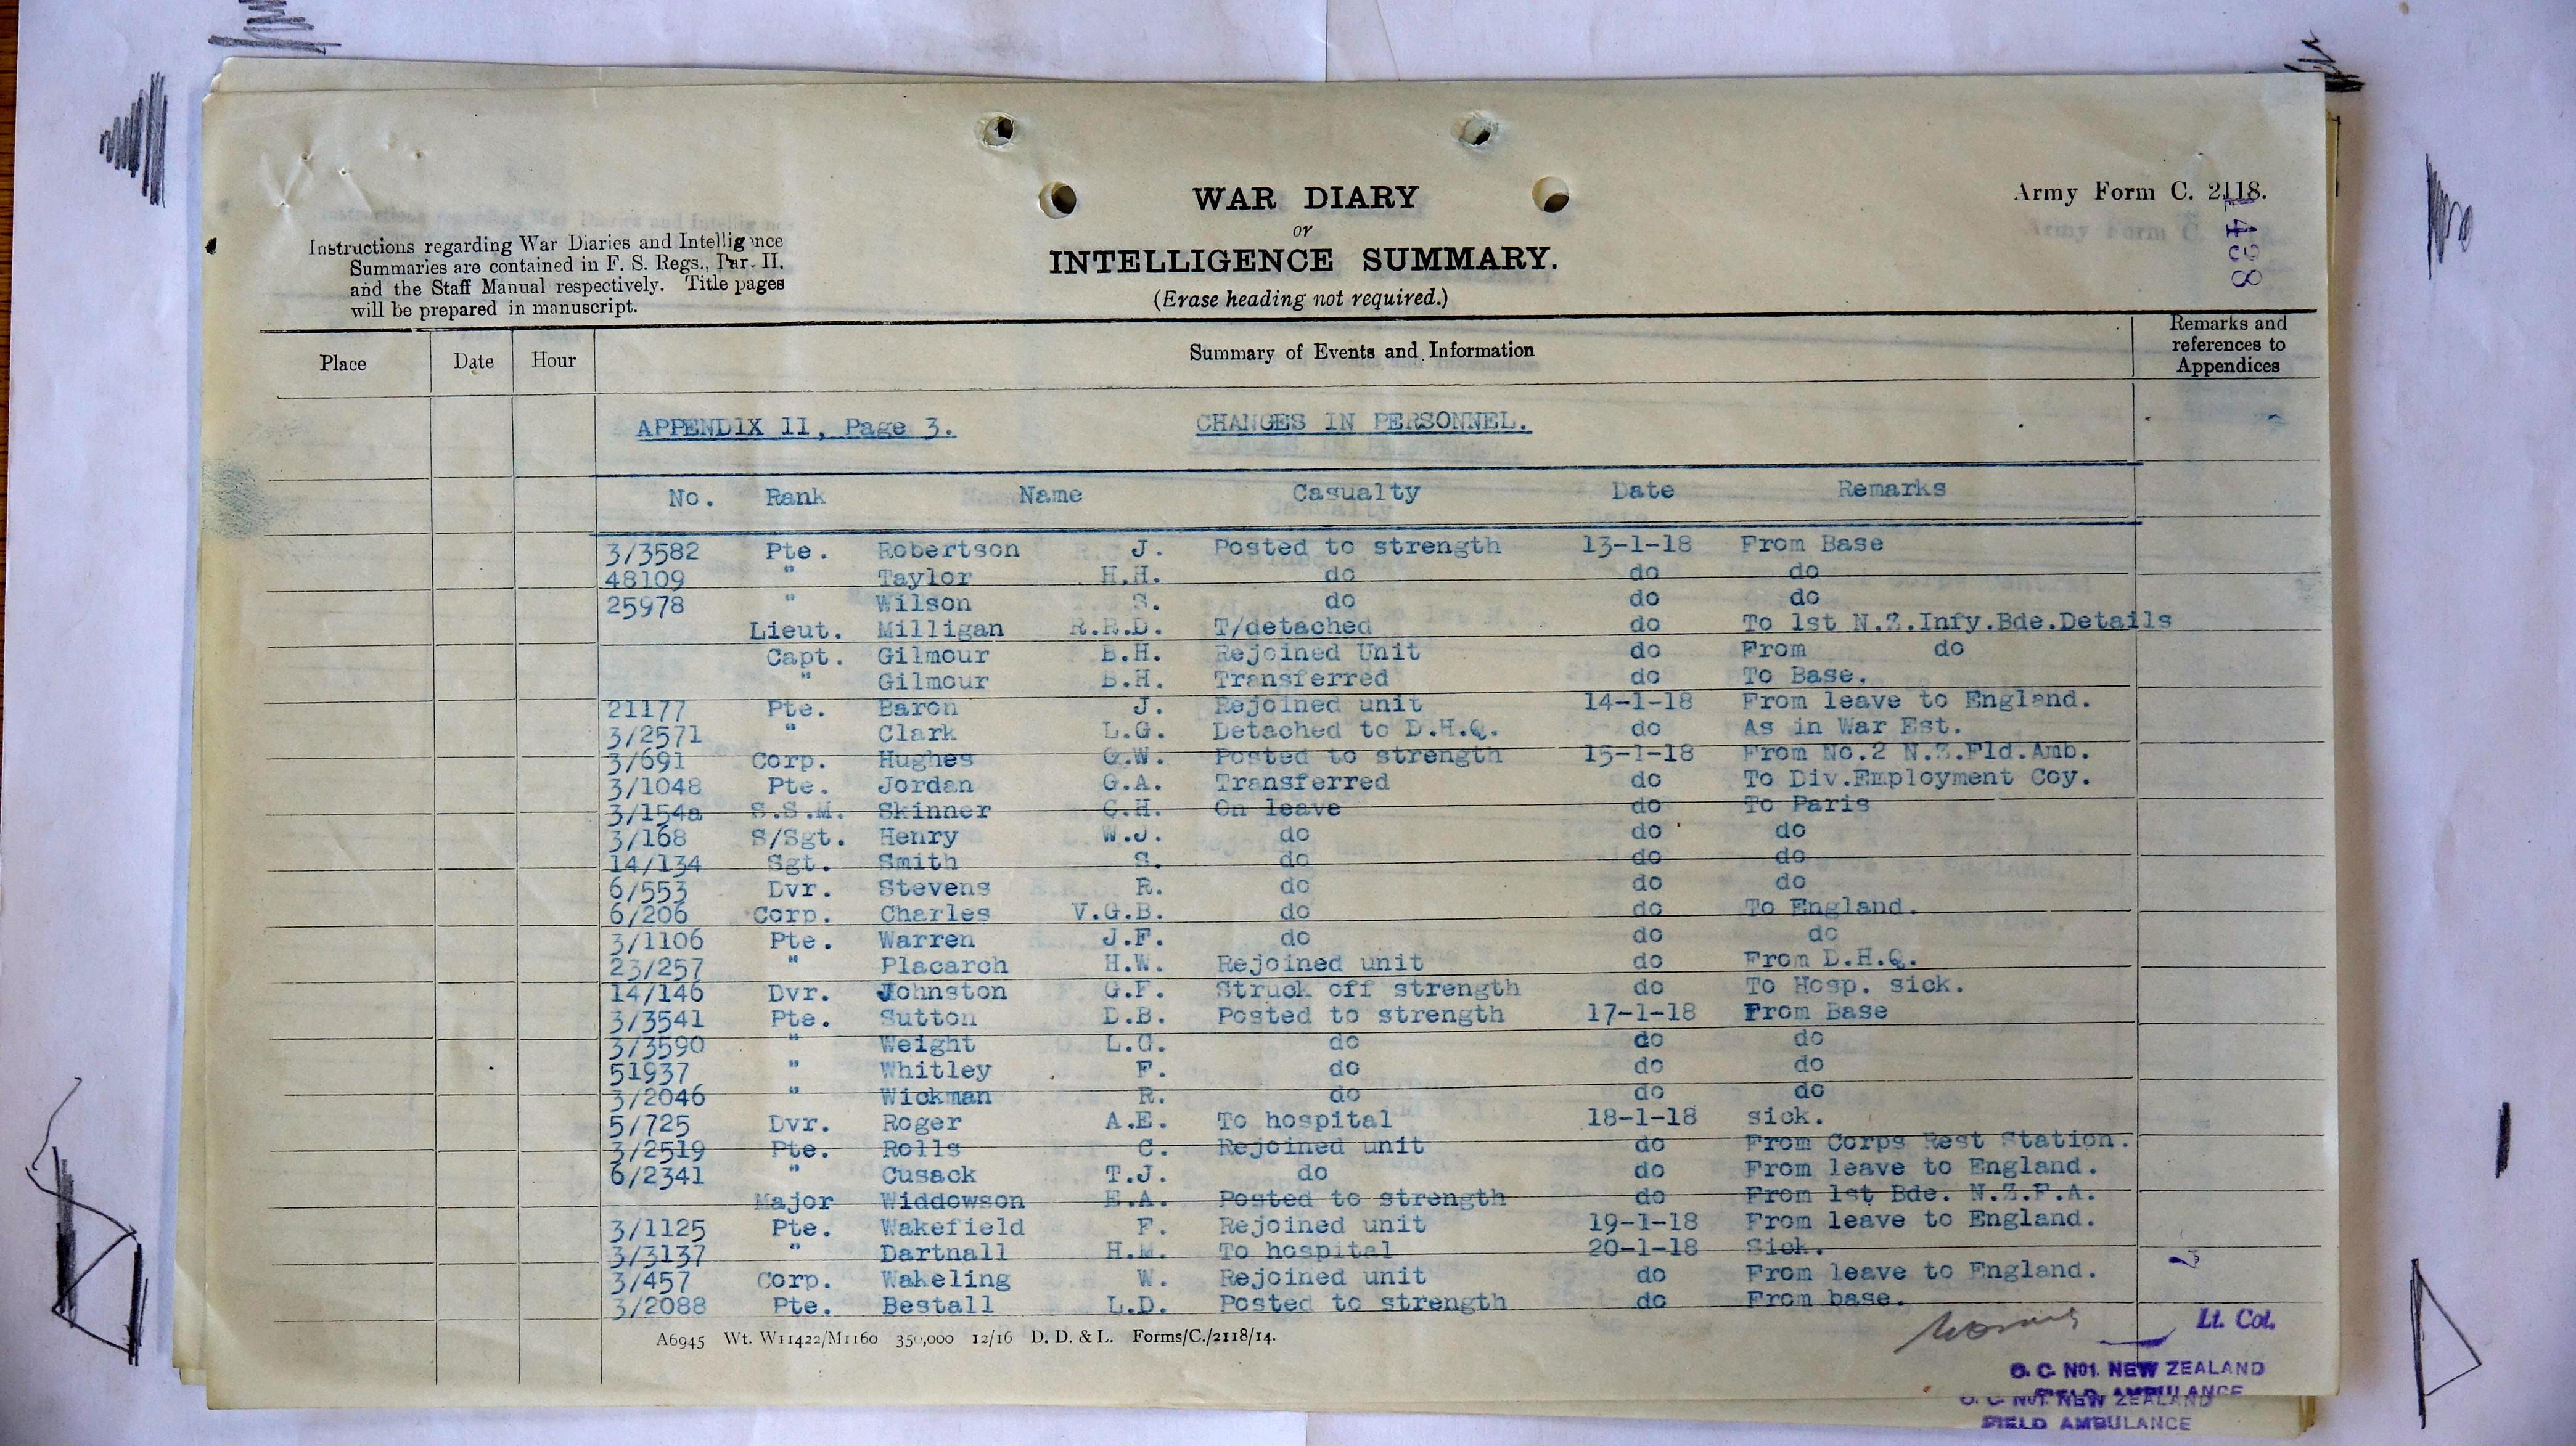 WAR DIARY
or
INTELLIGENCE SUMMARY.
(Erase heading not required.)
Army Form C. 2118.
1438
Instructions regarding War Diaries and Intelligence
Summaries are contained in F. S. Regs., Par. II.
and the Staff Manual respectively. Title pages
will be prepared in manuscript.
Place Date Hour Summary of Events and Information Remarks and references to Appendices
APPENDIX II, Page 3. CHANGES IN PERSONNEL.
No. Rank Name Casualty Date Remarks
3/3582 Pte. Robertson J. Posted to strength 13-1-18 From Base
48109 " Taylor H.H. do do do
25978 " Wilson S. do do do
Lieut. Milligan R.R.D. T/detached do To 1st N.Z.Infy.Bde.Details
Capt. Gilmour B.H. Rejoined Unit do From do
" Gilmour B.H. Transferred do To Base.
21177 Pte. Baron J. Rejoined unit 14-1-18 From leave to England.
3/2571 " Clark L.G. Detached to D.H.Q. do As in War Est.
3/691 Corp. Hughes G.W. Posted to strength 15-1-18 From No.2 N.Z.Fld.Amb.
3/1048 Pte. Jordan G.A. Transferred do To Div.Employment Coy.
3/154a S.S.M. Skinner C.H. On leave do To Paris
3/168 S/Sgt. Henry W.J. do do do
14/134 Sgt. Smith S. do do do
6/553 Dvr. Stevens R. do do do
6/206 Corp. Charles V.G.B. do do To England.
3/1106 Pte. Warren J.F. do do do
23/257 " Placarch H.W. Rejoined unit do From D.H.Q.
14/146 Dvr. Johnston G.F. Struck off strength do To Hosp. sick.
3/3541 Pte. Sutton D.B. Posted to strength 17-1-18 From Base
3/3590 " Weight L.G. do do do
51937 " Whitley F. do do do
3/2046 " Wickman R. do do do
5/725 Dvr. Roger A.E. To hospital 18-1-18 sick.
3/2519 Pte. Rolls C. Rejoined unit do From Corps Rest Station.
6/2341 " Cusack T.J. do do From leave to England.
Major Widdowson E.A. Posted to strength do From 1st Bde. N.Z.F.A.
3/1125 Pte. Wakefield F. Rejoined unit 19-1-18 From leave to England.
3/3137 " Dartnall H.M. To hospital 20-1-18 Sick.
3/457 Corp. Wakeling W. Rejoined unit do From leave to England.
3/2088 Pte. Bestall L.D. Posted to strength do From base.
A6945 Wt. W11422/M1160 350,000 12/16 D. D. & L. Forms/C./2118/14.
Lt. Col.
O. C. No1. NEW ZEALAND
FIELD AMBULANCE
O. C. No1. NEW ZEALAND
FIELD AMBULANCE